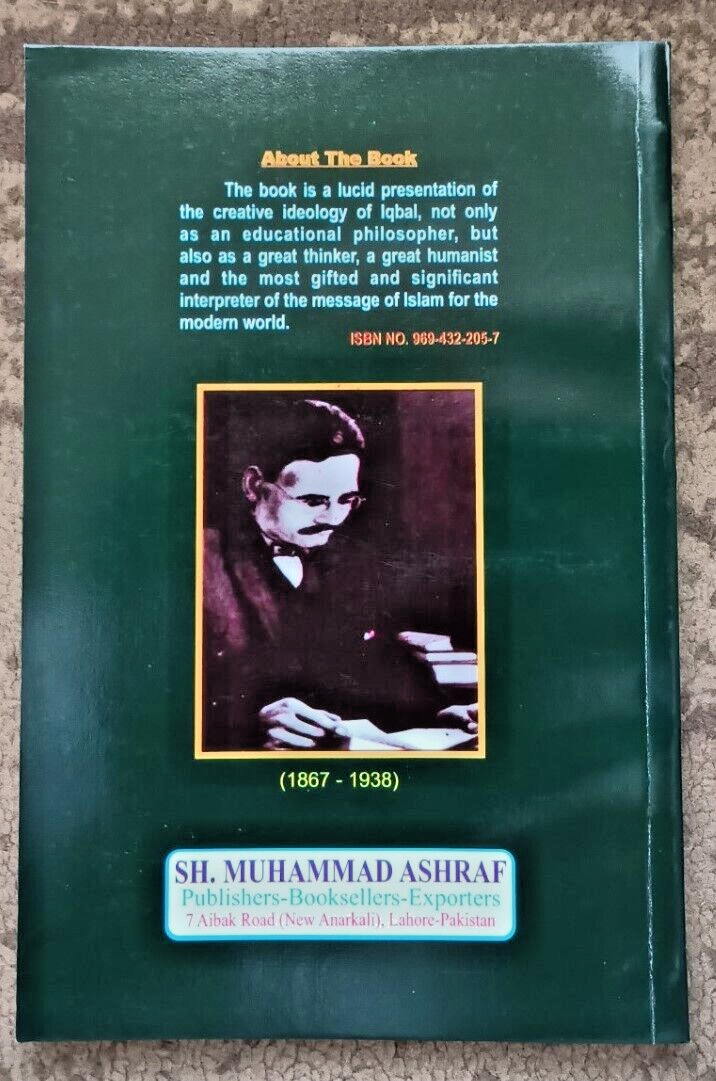 About The Book
The book is a lucid presentation of
the creative ideology of Iqbal, not only
as an educational philosopher, but
also as a great thinker, a great humanist
and the most gifted and significant
interpreter of the message of Islam for the
modern world.
ISBN NO. 969-432-205-7
(1867 - 1938)
SH. MUHAMMAD ASHRAF
Publishers-Booksellers-Exporters
7 Aibak Road (New Anarkali), Lahore-Pakistan